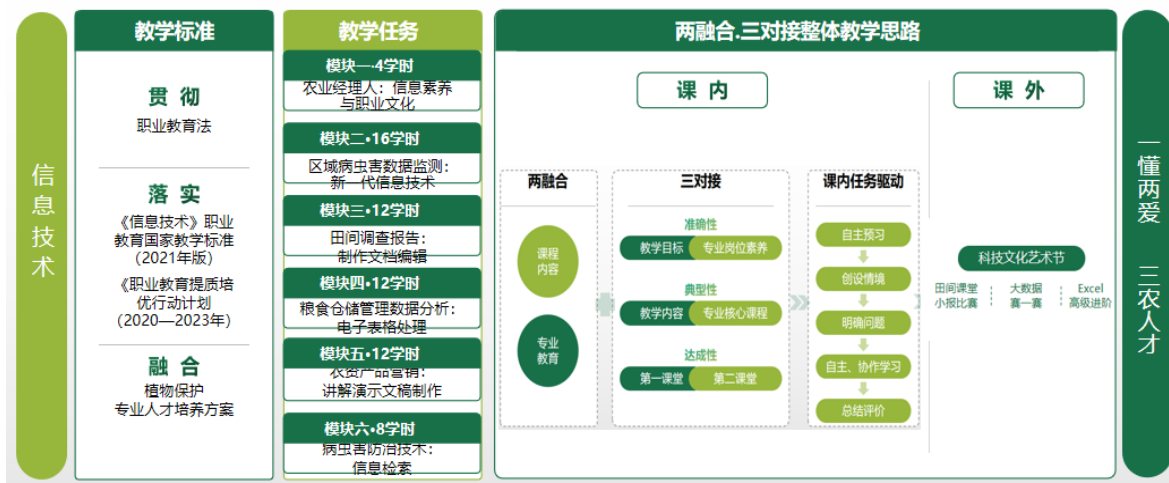 信息技术
教学标准
贯 彻
职业教育法
落 实
《信息技术》职业
教育国家教学标准
（2021年版）
《职业教育提质培
优行动计划
（2020—2023年）
融 合
植物保护
专业人才培养方案
教学任务
模块一·4学时
农业经理人：信息素养
与职业文化
模块二•16学时
区域病虫害数据监测：
新一代信息技术
模块三•12学时
田间调查报告：
制作文档编辑
模块四•12学时
粮食仓储管理数据分析：
电子表格处理
模块五•12学时
农资产品营销：
讲解演示文稿制作
模块六•8学时
病虫害防治技术：
信息检索
两融合.三对接整体教学思路
课 内
两融合
课程
内容
专业
教育
三对接
准确性
教学目标 专业岗位素养
典型性
教学内容 专业核心课程
达成性
第一课堂 第二课堂
课内任务驱动
自主预习
创设情境
明确问题
自主、协作学习
总结评价
课 外
科技文化艺术节
田间课堂
小报比赛
大数据
赛一赛
Excel
高级进阶
一懂两爱 三农人才